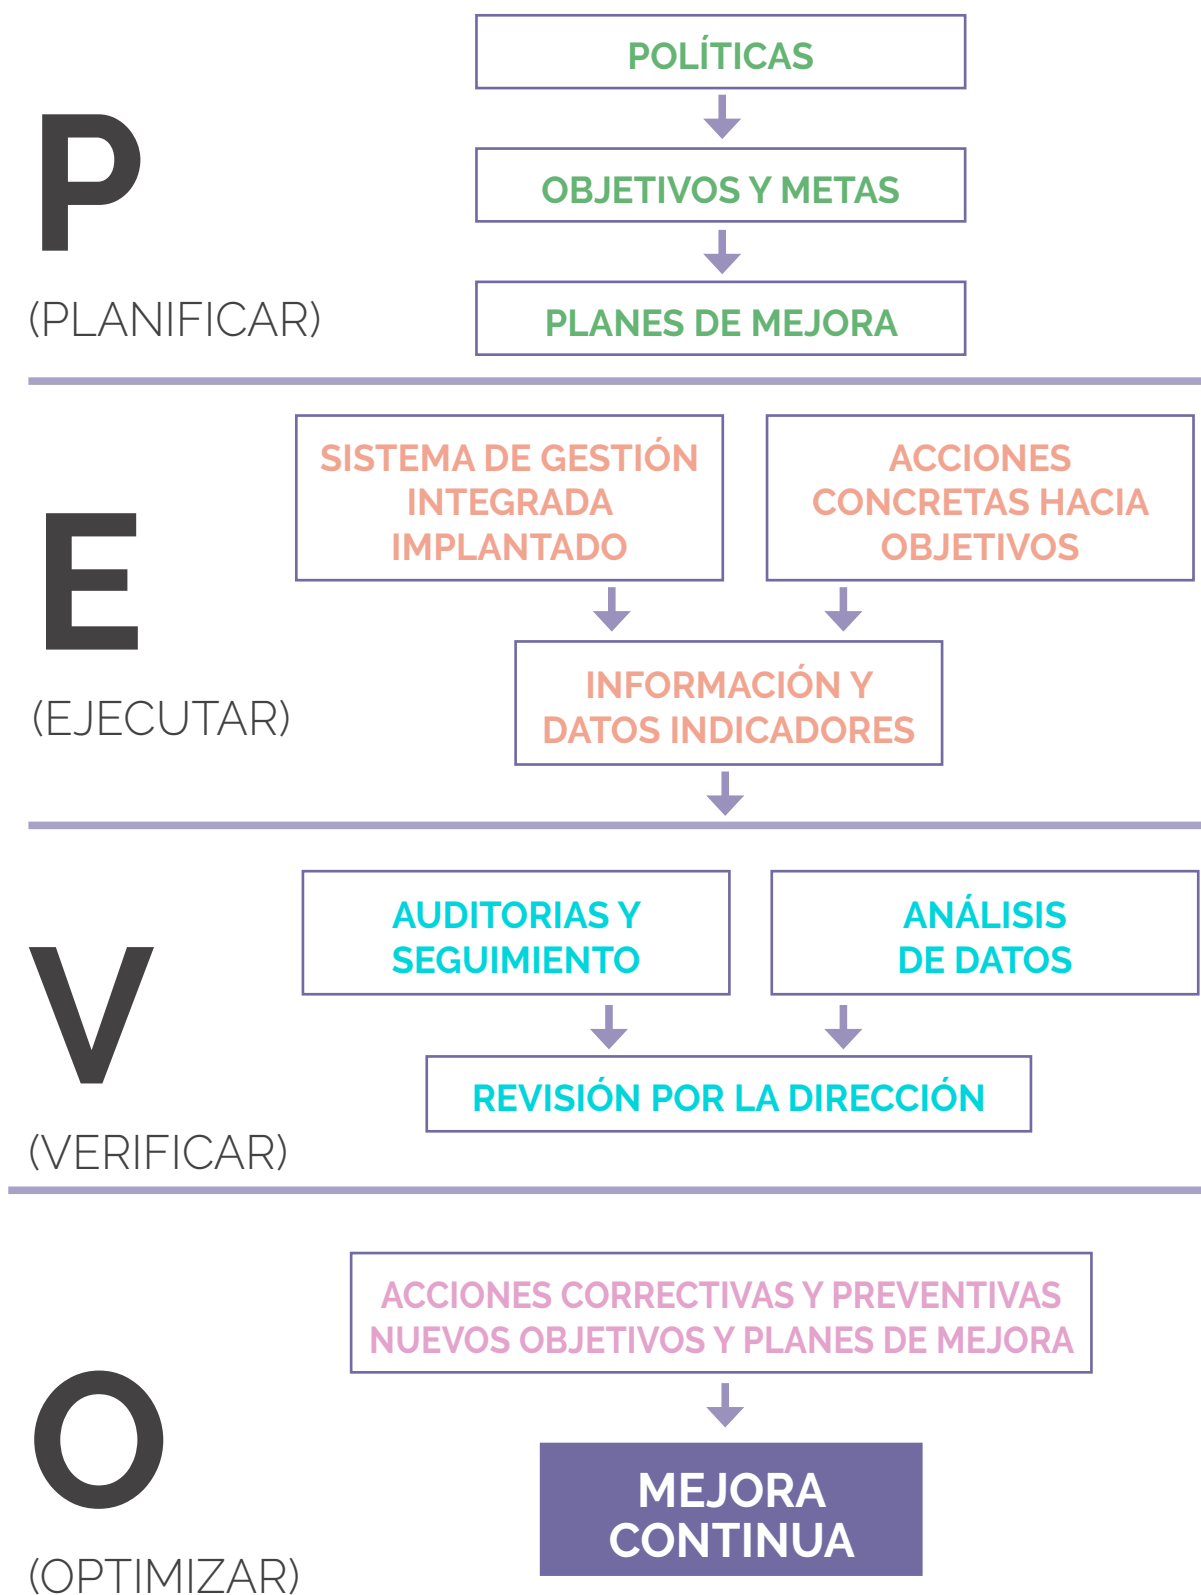 P
(PLANIFICAR)
POLÍTICAS
OBJETIVOS Y METAS
PLANES DE MEJORA
E
(EJECUTAR)
SISTEMA DE GESTIÓN
INTEGRADA
IMPLANTADO
ACCIONES
CONCRETAS HACIA
OBJETIVOS
INFORMACIÓN Y
DATOS INDICADORES
V
(VERIFICAR)
AUDITORIAS Y
SEGUIMIENTO
ANÁLISIS
DE DATOS
REVISIÓN POR LA DIRECCIÓN
O
(OPTIMIZAR)
ACCIONES CORRECTIVAS Y PREVENTIVAS
NUEVOS OBJETIVOS Y PLANES DE MEJORA
MEJORA
CONTINUA